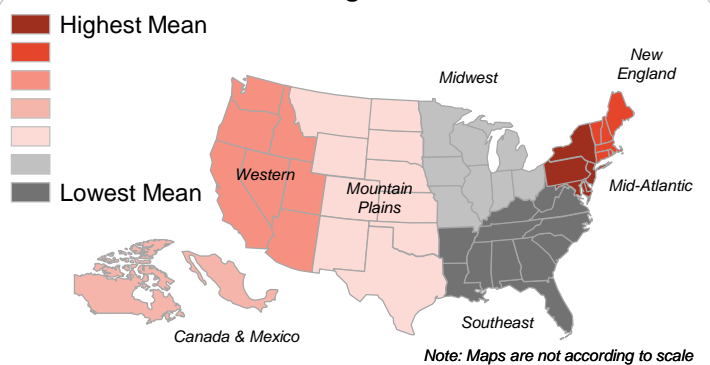 Highest Mean
New
England
Midwest
Western
Mountain
Plains
Mid-Atlantic
Lowest Mean
Canada & Mexico
Southeast
Note: Maps are not according to scale